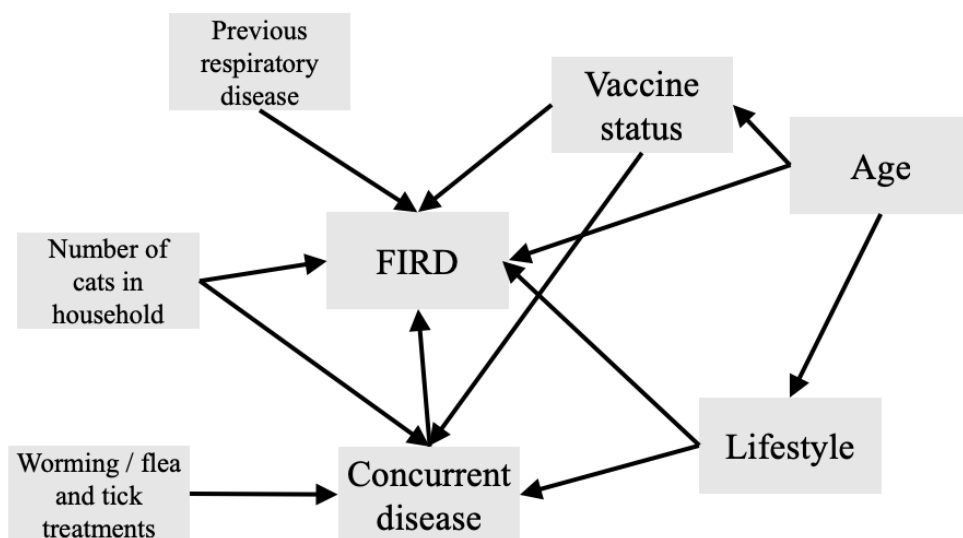 Previous
respiratory
disease
Vaccine
status
Age
Number of
cats in
household
FIRD
Worming / flea
and tick
treatments
Concurrent
disease
Lifestyle